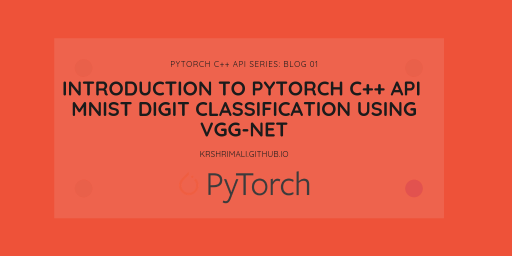 PYTORCH C++ API SERIES: BLOG 01
INTRODUCTION TO PYTORCH C++ API
MNIST DIGIT CLASSIFICATION USING
VGG-NET
KRSHRIMALI.GITHUB.IO
PyTorch